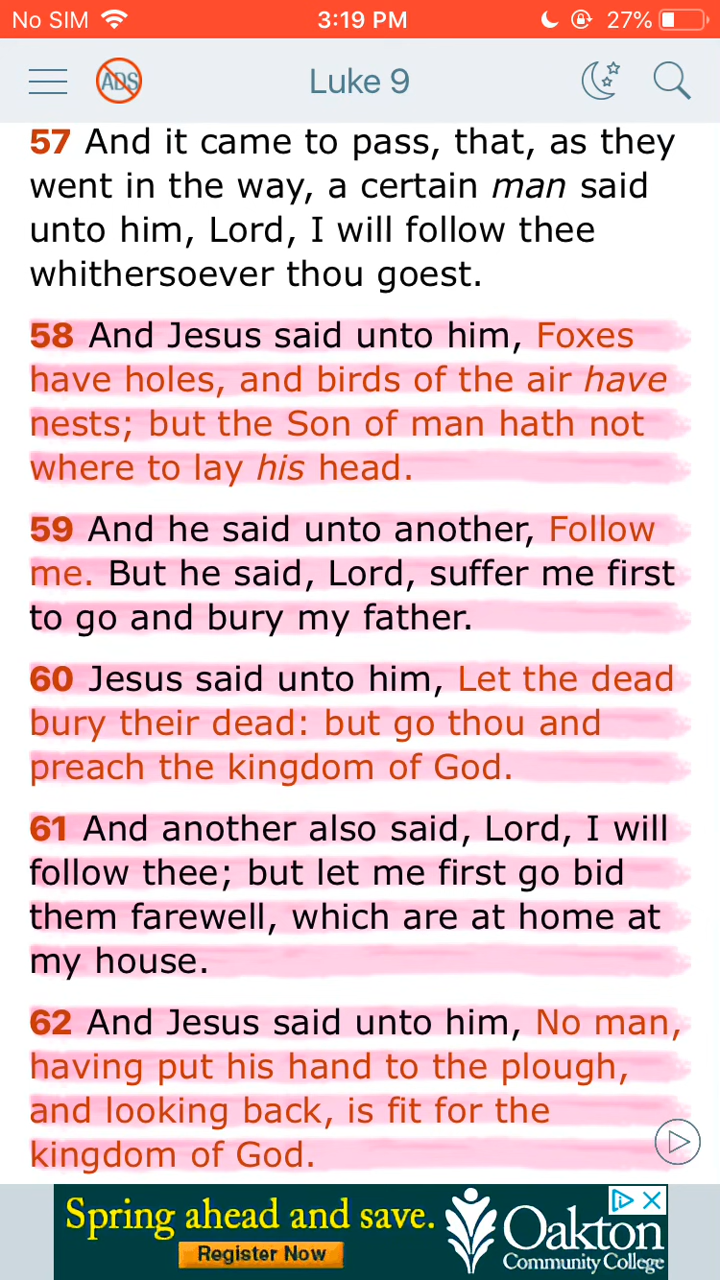 No SIM 3:19 PM 27%
ADS Luke 9
57 And it came to pass, that, as they
went in the way, a certain man said
unto him, Lord, I will follow thee
whithersoever thou goest.
58 And Jesus said unto him, Foxes
have holes, and birds of the air have
nests; but the Son of man hath not
where to lay his head.
59 And he said unto another, Follow
me. But he said, Lord, suffer me first
to go and bury my father.
60 Jesus said unto him, Let the dead
bury their dead: but go thou and
preach the kingdom of God.
61 And another also said, Lord, I will
follow thee; but let me first go bid
them farewell, which are at home at
my house.
62 And Jesus said unto him, No man,
having put his hand to the plough,
and looking back, is fit for the
kingdom of God.
Spring ahead and save.
Register Now
Oakton
Community College